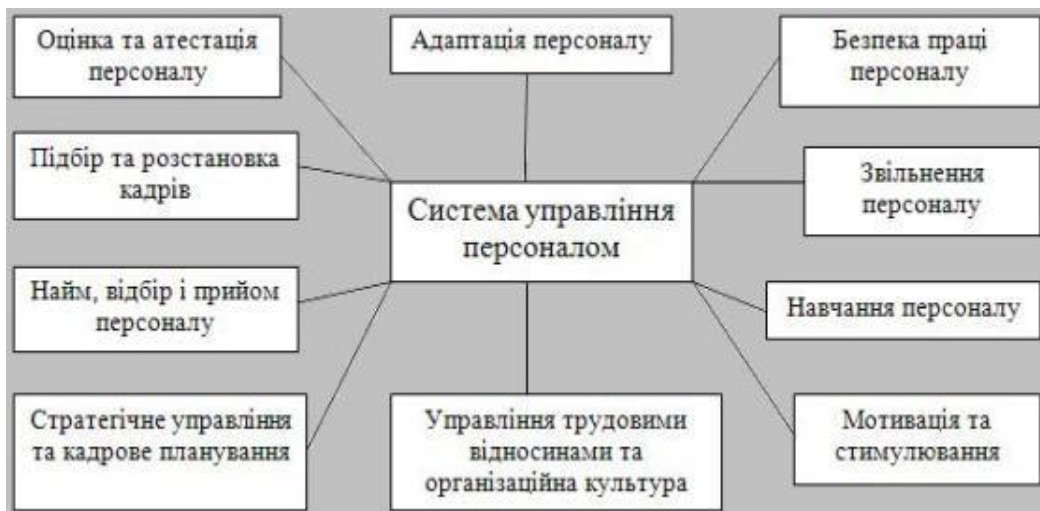 Оцінка та атестація
персоналу
Адаптація персоналу
Безпека праці
персоналу
Підбір та розстановка
кадрів
Звільнення
персоналу
Система управління
персоналом
Найм, відбір і прийом
персоналу
Навчання персоналу
Стратегічне управління
та кадрове планування
Управління трудовими
відносинами та
організаційна культура
Мотивація та
стимулювання